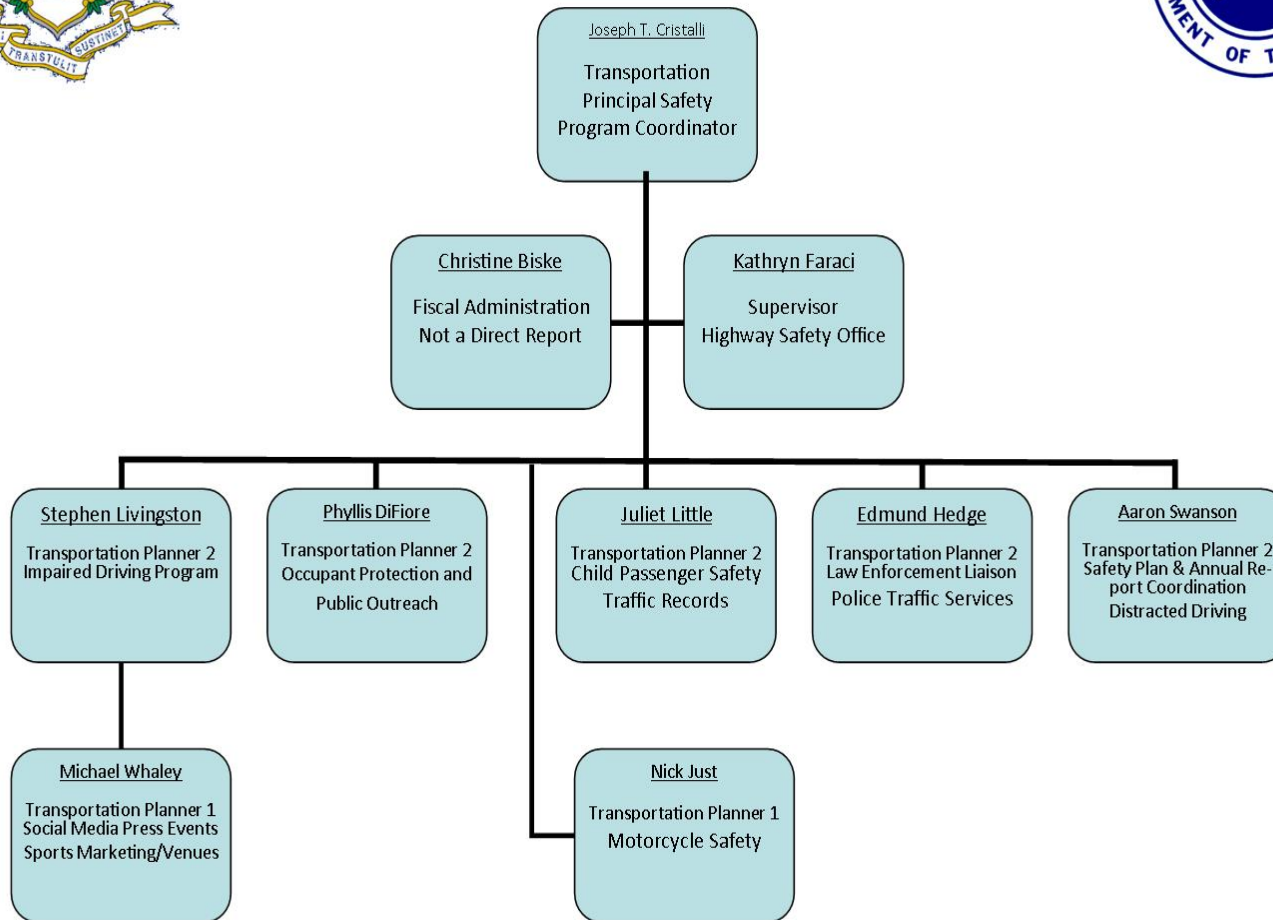 TRANSTULIT
SUSTINET
OF
Joseph T. Cristalli
Transportation
Principal Safety
Program Coordinator
Christine Biske
Fiscal Administration
Not a Direct Report
Kathryn Faraci
Supervisor
Highway Safety Office
Stephen Livingston
Transportation Planner 2
Impaired Driving Program
Phyllis DiFiore
Transportation Planner 2
Occupant Protection and
Public Outreach
Juliet Little
Transportation Planner 2
Child Passenger Safety
Traffic Records
Edmund Hedge
Transportation Planner 2
Law Enforcement Liaison
Police Traffic Services
Aaron Swanson
Transportation Planner 2
Safety Plan & Annual Re-
port Coordination
Distracted Driving
Michael Whaley
Transportation Planner 1
Social Media Press Events
Sports Marketing/Venues
Nick Just
Transportation Planner 1
Motorcycle Safety